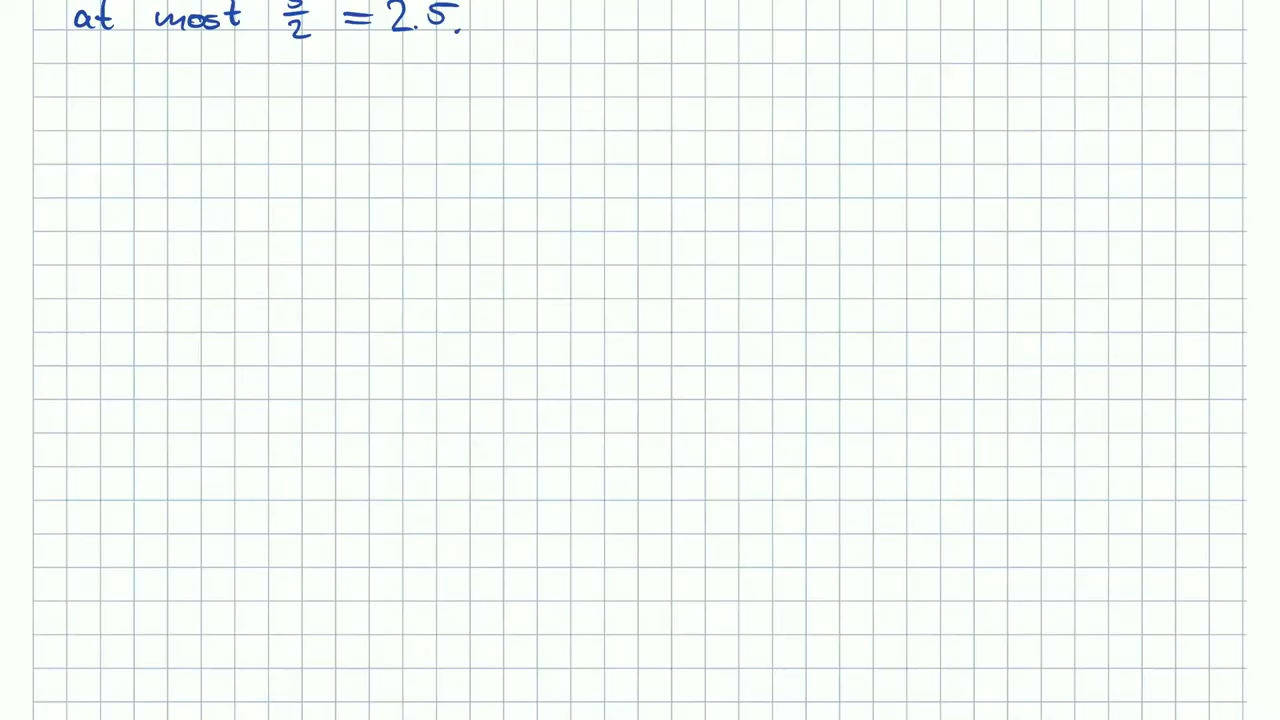 at most 5/2 = 2.5.